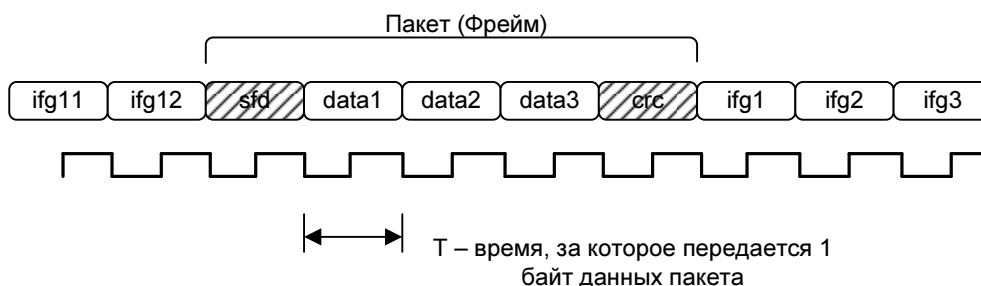 Пакет (Фрейм)
ifg11 ifg12 sfd data1 data2 data3 crc ifg1 ifg2 ifg3
T – время, за которое передается 1
байт данных пакета